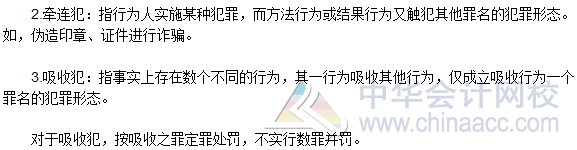 2.牵连犯：指行为人实施某种犯罪，而方法行为或结果行为又触犯其他罪名的犯罪形态。
如，伪造印章、证件进行诈骗。
3.吸收犯：指事实上存在数个不同的行为，其一行为吸收其他行为，仅成立吸收行为一个
罪名的犯罪形态。
中华会计网校
www.chinaacc.com
对于吸收犯，按吸收之罪定罪处罚，不实行数罪并罚。